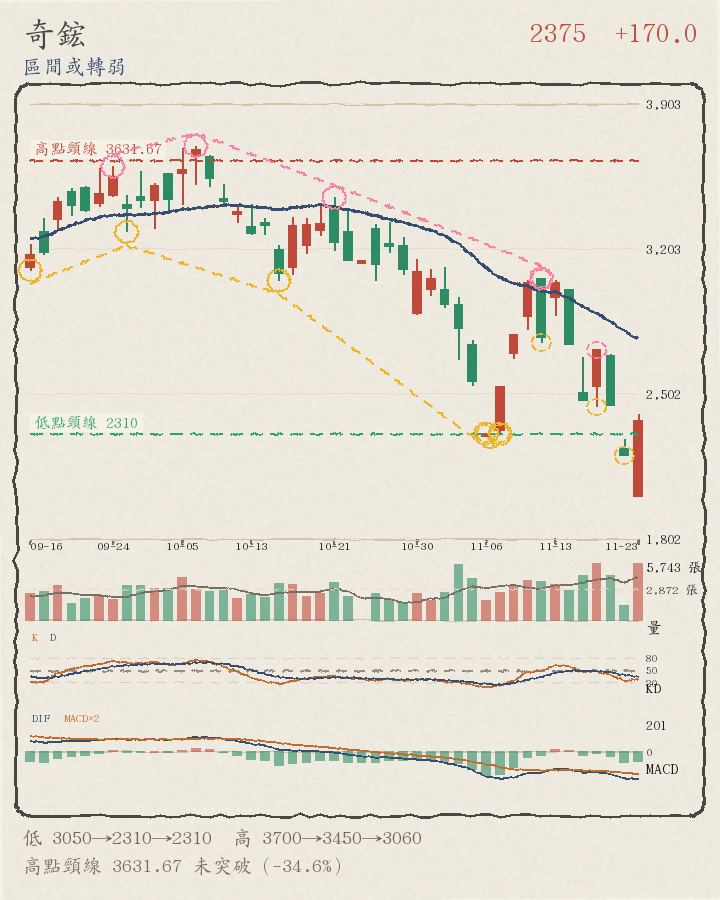 奇鋐
2375 +170.0
區間或轉弱
3,903
高點頸線 3631.67
3,203
2,502
低點頸線 2310
1,802
09-16 09-24 10-05 10-13 10-21 10-30 11-06 11-13 11-23
5,743 張
2,872 張
量
K D
80
50
20
KD
DIF MACD×2
201
0
MACD
低 3050→2310→2310 高 3700→3450→3060
高點頸線 3631.67 未突破 (-34.6%)